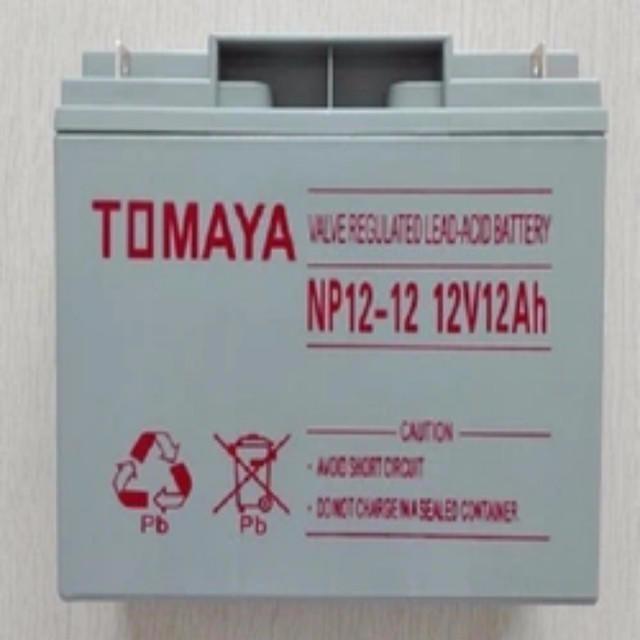 TOMAYA
VALVE REGULATED LEAD-ACID BATTERY
NP12-12 12V12Ah
CAUTION
· AVOID SHORT CIRCUIT
· DO NOT CHARGE IN A SEALED CONTAINER.
Pb
Pb